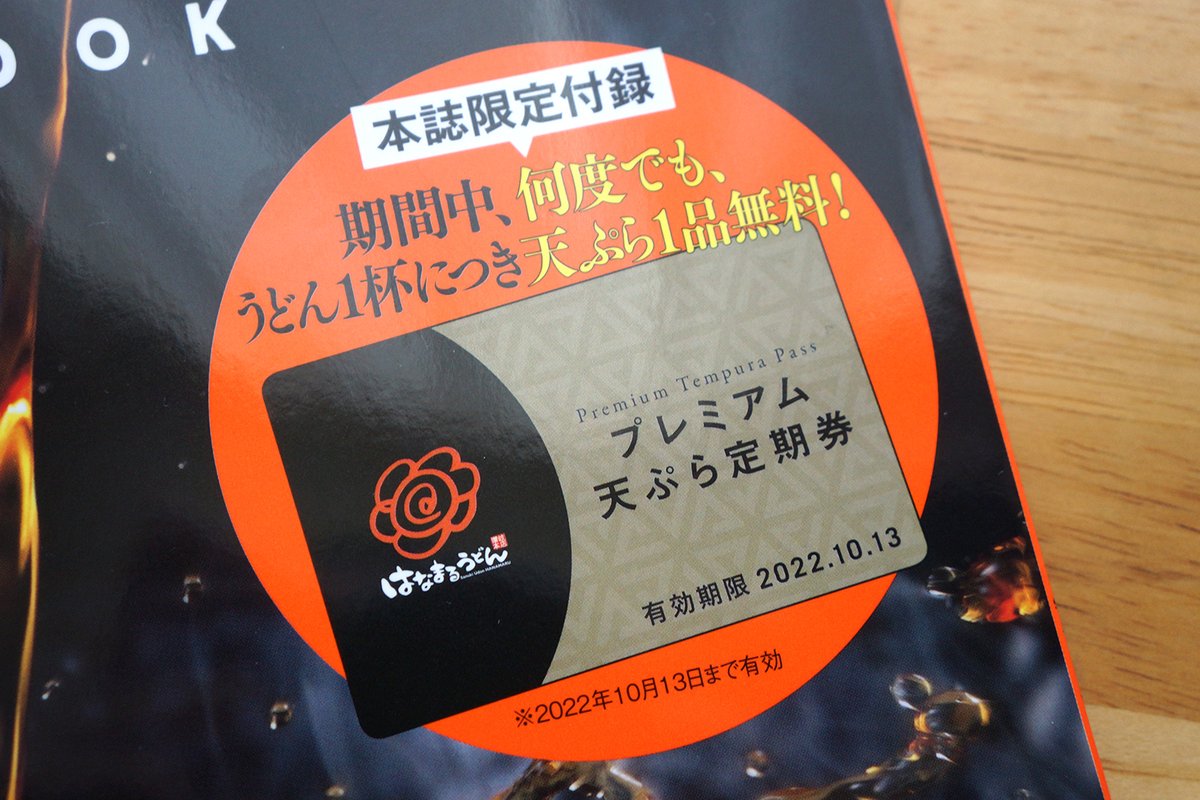 OOK
本誌限定付録
期間中、何度でも、
うどん1杯につき天ぷら1品無料!
Premium Tempura Pass
プレミアム
天ぷら定期券
はなまるうどん
有効期限 2022.10.13
※2022年10月13日まで有効